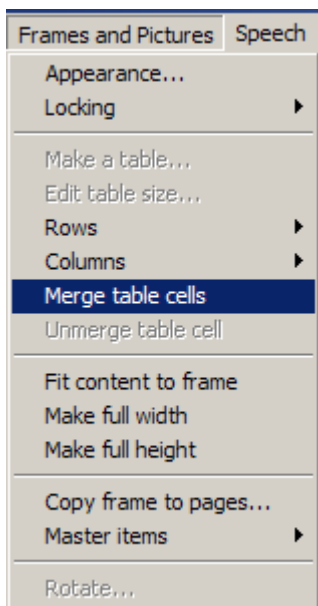 Frames and Pictures Speech
Appearance...
Locking
Make a table...
Edit table size...
Rows
Columns
Merge table cells
Unmerge table cell
Fit content to frame
Make full width
Make full height
Copy frame to pages...
Master items
Rotate...